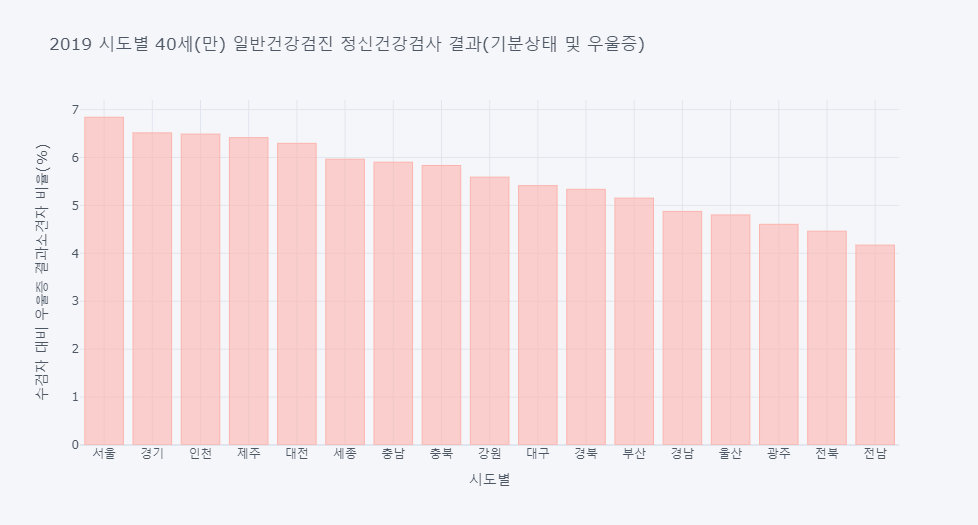 2019 시도별 40세(만) 일반건강검진 정신건강검사 결과(기분상태 및 우울증)
수검자 대비 우울증 결과소견자 비율(%)
7
6
5
4
3
2
1
0
서울 경기 인천 제주 대전 세종 충남 충북 강원 대구 경북 부산 경남 울산 광주 전북 전남
시도별